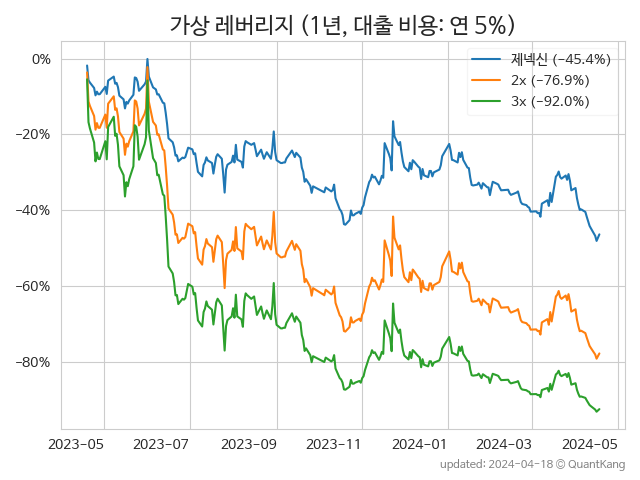 가상 레버리지 (1년, 대출 비용: 연 5%)
제넥신 (−45.4%)
2x (−76.9%)
3x (−92.0%)
0%
−20%
−40%
−60%
−80%
2023-05 2023-07 2023-09 2023-11 2024-01 2024-03 2024-05
updated: 2024-04-18 © QuantKang